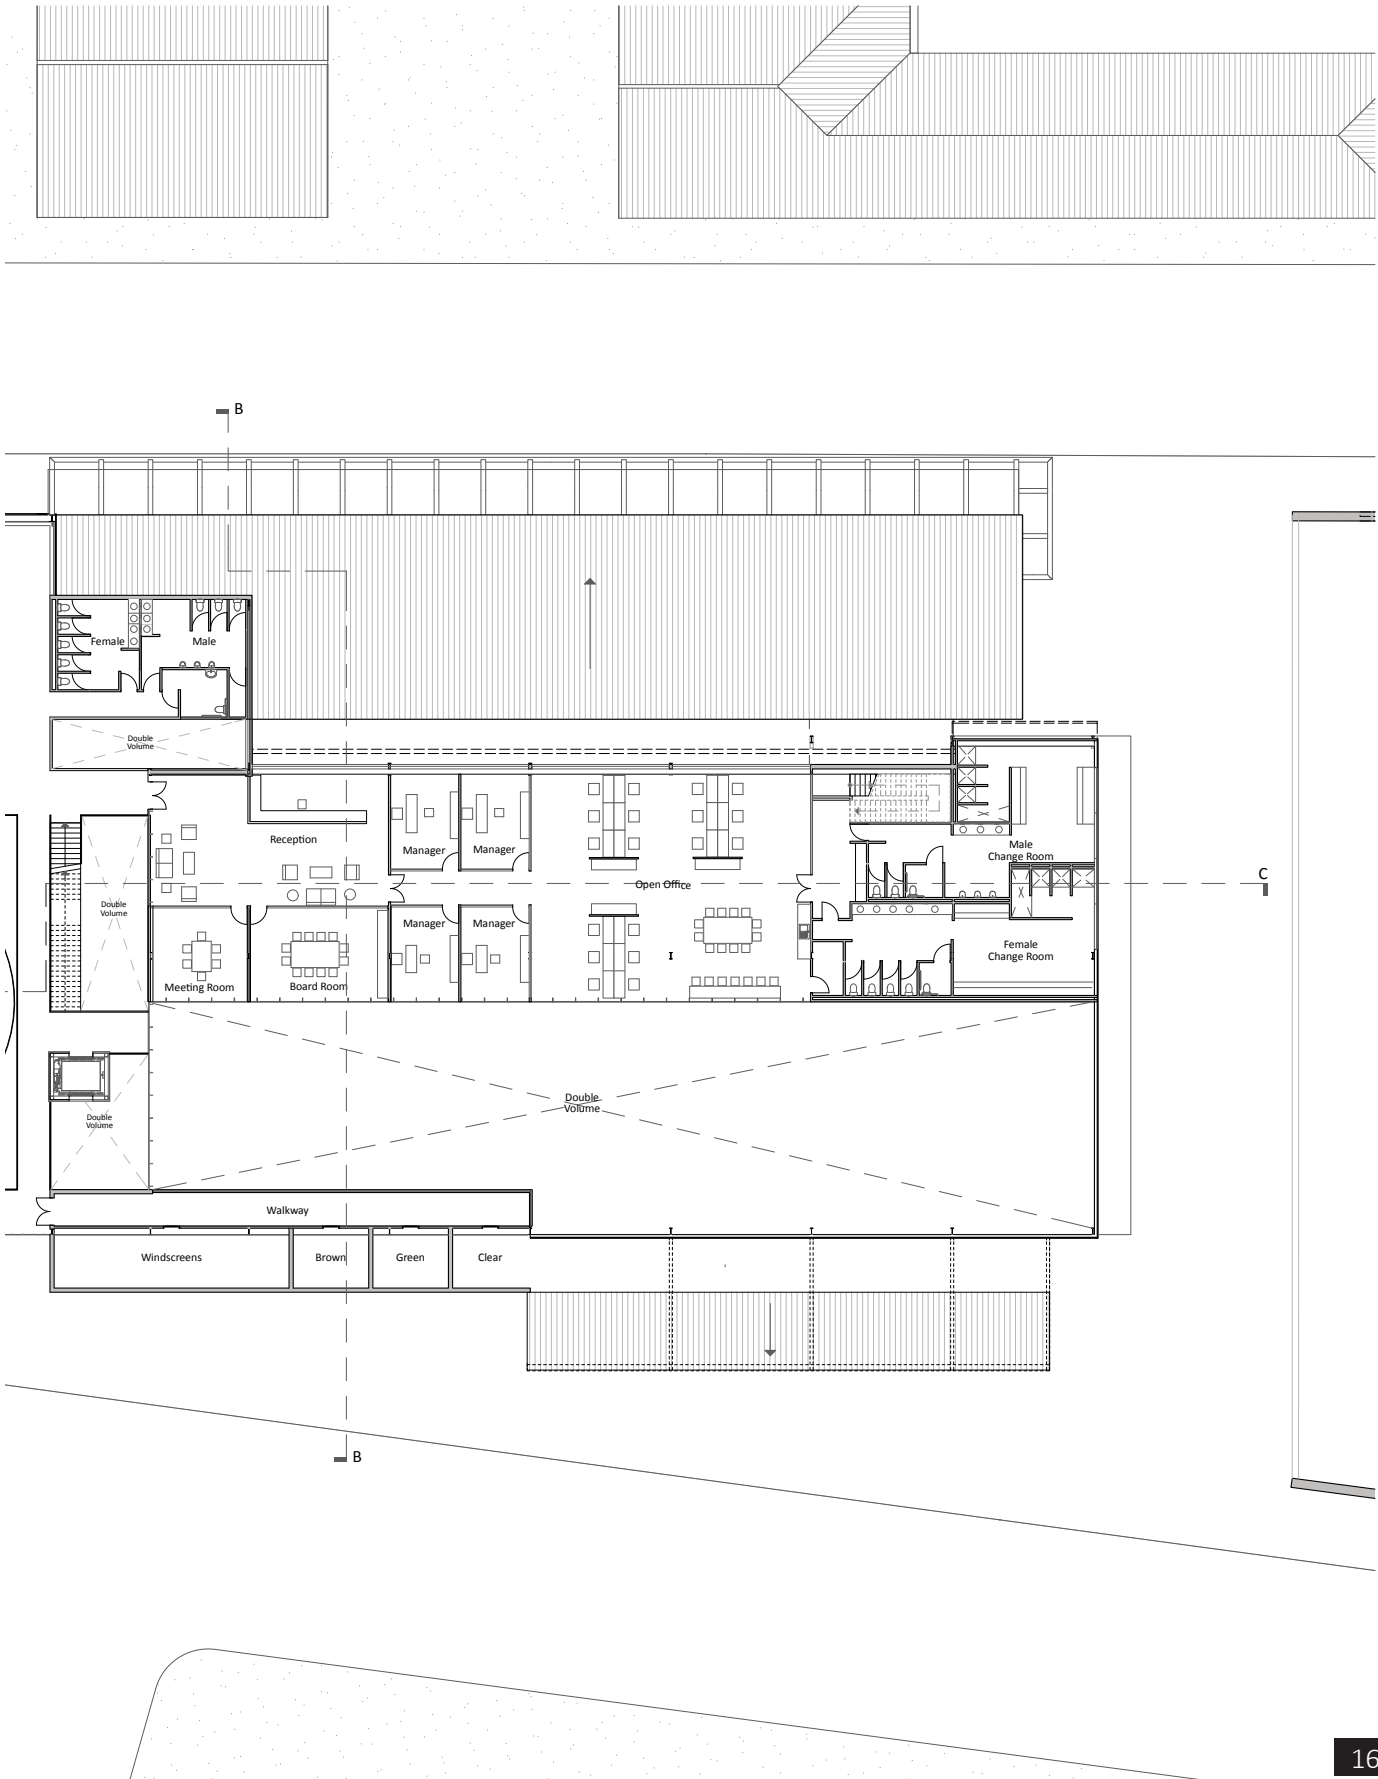 B
Female
Male
Double
Volume
Reception
Manager
Manager
Male
Change Room
Open Office
C
Double
Volume
Manager
Manager
Female
Change Room
Meeting Room
Board Room
Double
Volume
Double
Volume
Walkway
Windscreens
Brown
Green
Clear
B
16